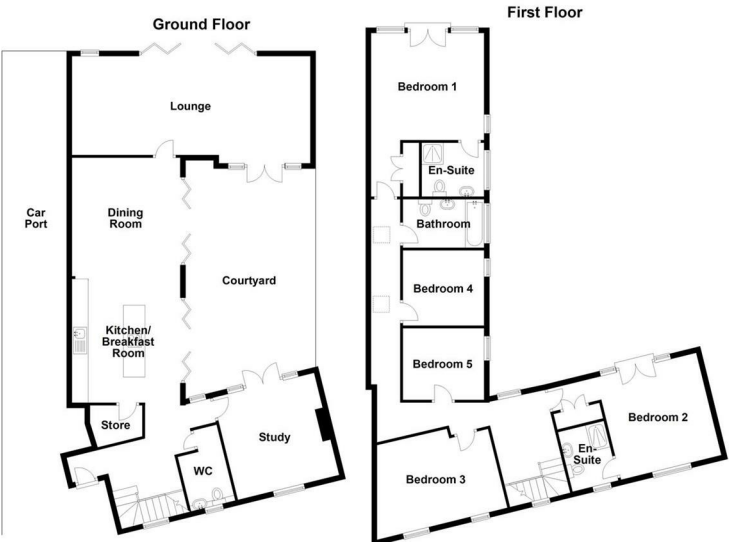 Ground Floor
Lounge
Car
Port
Dining
Room
Courtyard
Kitchen/
Breakfast
Room
Store
Study
WC
First Floor
Bedroom 1
En-Suite
Bathroom
Bedroom 4
Bedroom 5
Bedroom 2
En-
Suite
Bedroom 3